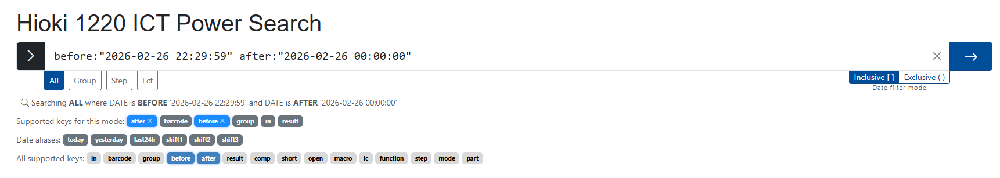 Hioki 1220 ICT Power Search
before:"2026-02-26 22:29:59" after:"2026-02-26 00:00:00"
All Group Step Fct Inclusive [ ] Exclusive ( )
Date filter mode
Searching ALL where DATE is BEFORE '2026-02-26 22:29:59' and DATE is AFTER '2026-02-26 00:00:00'
Supported keys for this mode: after × barcode before × group in result
Date aliases: today yesterday last24h shift1 shift2 shift3
All supported keys: in barcode group before after result comp short open macro ic function step mode part